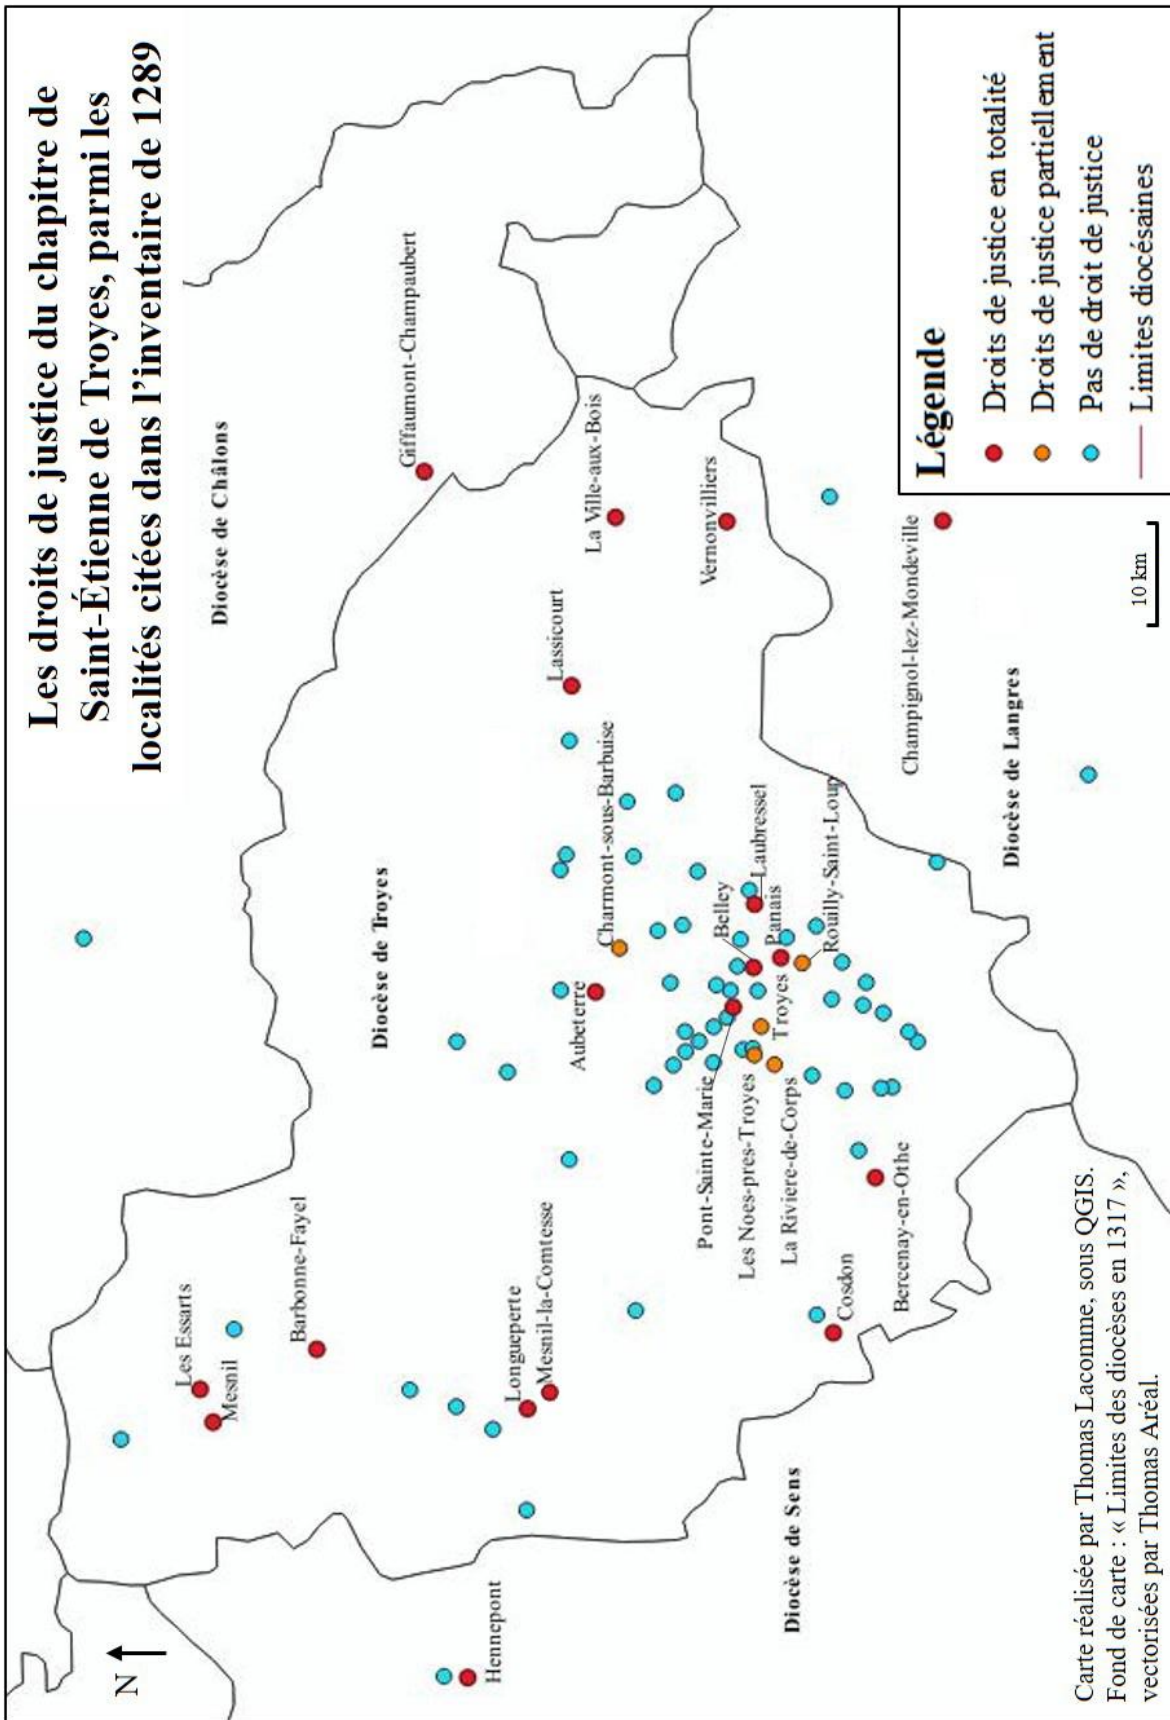 Les droits de justice du chapitre de
Saint-Étienne de Troyes, parmi les
localités citées dans l'inventaire de 1289
Diocèse de Châlons
Giffaumont-Champaubert
La Ville-aux-Bois
Vernonvilliers
Lassicourt
Charmont-sous-Barbuise
Diocèse de Troyes
Aubeterre
Belley
Laubressel
Panais
Rouilly-Saint-Loup
Troyes
Pont-Sainte-Marie
Les Noes-pres-Troyes
La Riviere-de-Corps
Bercenay-en-Othe
Cosdon
Les Essarts
Mesnil
Barbonne-Fayel
Longueperte
Mesnil-la-Comtesse
Hennepont
Diocèse de Sens
Champignol-lez-Mondeville
Diocèse de Langres
N
10 km
Légende
Droits de justice en totalité
Droits de justice partiellement
Pas de droit de justice
Limites diocésaines
Carte réalisée par Thomas Lacomme, sous QGIS.
Fond de carte : « Limites des diocèses en 1317 »,
vectorisées par Thomas Aréal.